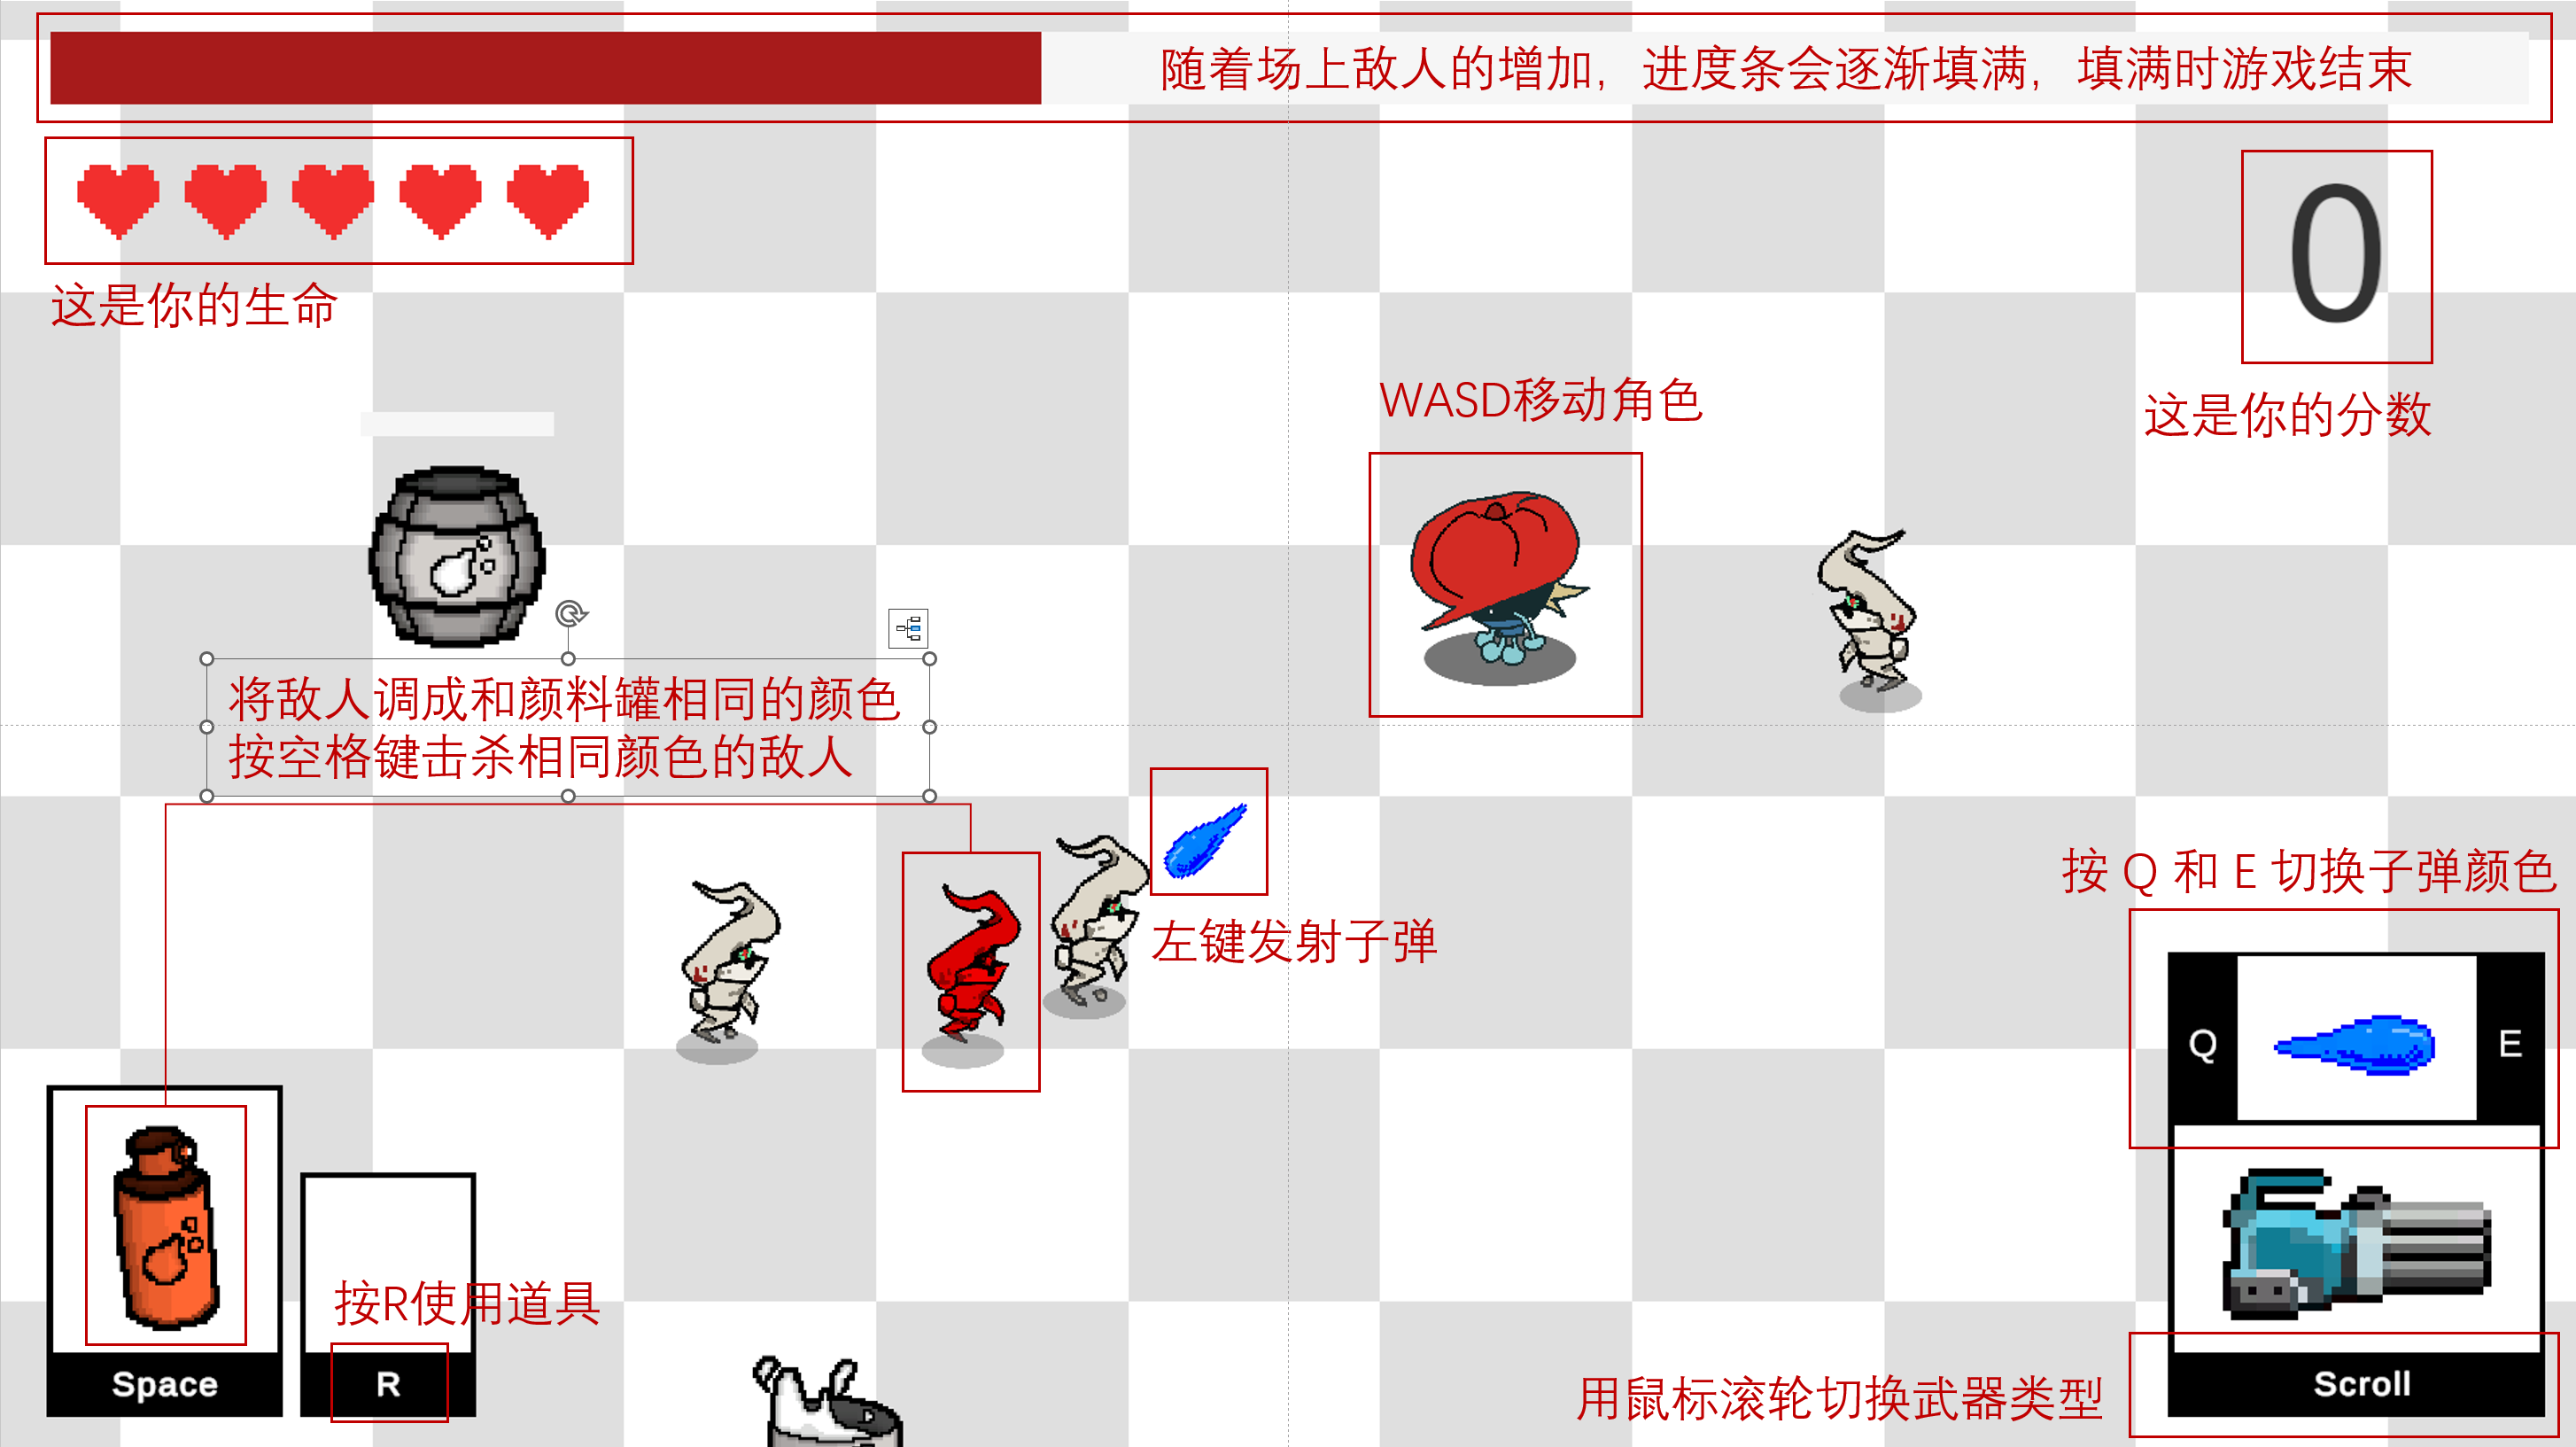 随着场上敌人的增加，进度条会逐渐填满，填满时游戏结束
这是你的生命
0
这是你的分数
WASD移动角色
将敌人调成和颜料罐相同的颜色
按空格键击杀相同颜色的敌人
左键发射子弹
按 Q 和 E 切换子弹颜色
Q
E
按R使用道具
Space
R
用鼠标滚轮切换武器类型
Scroll